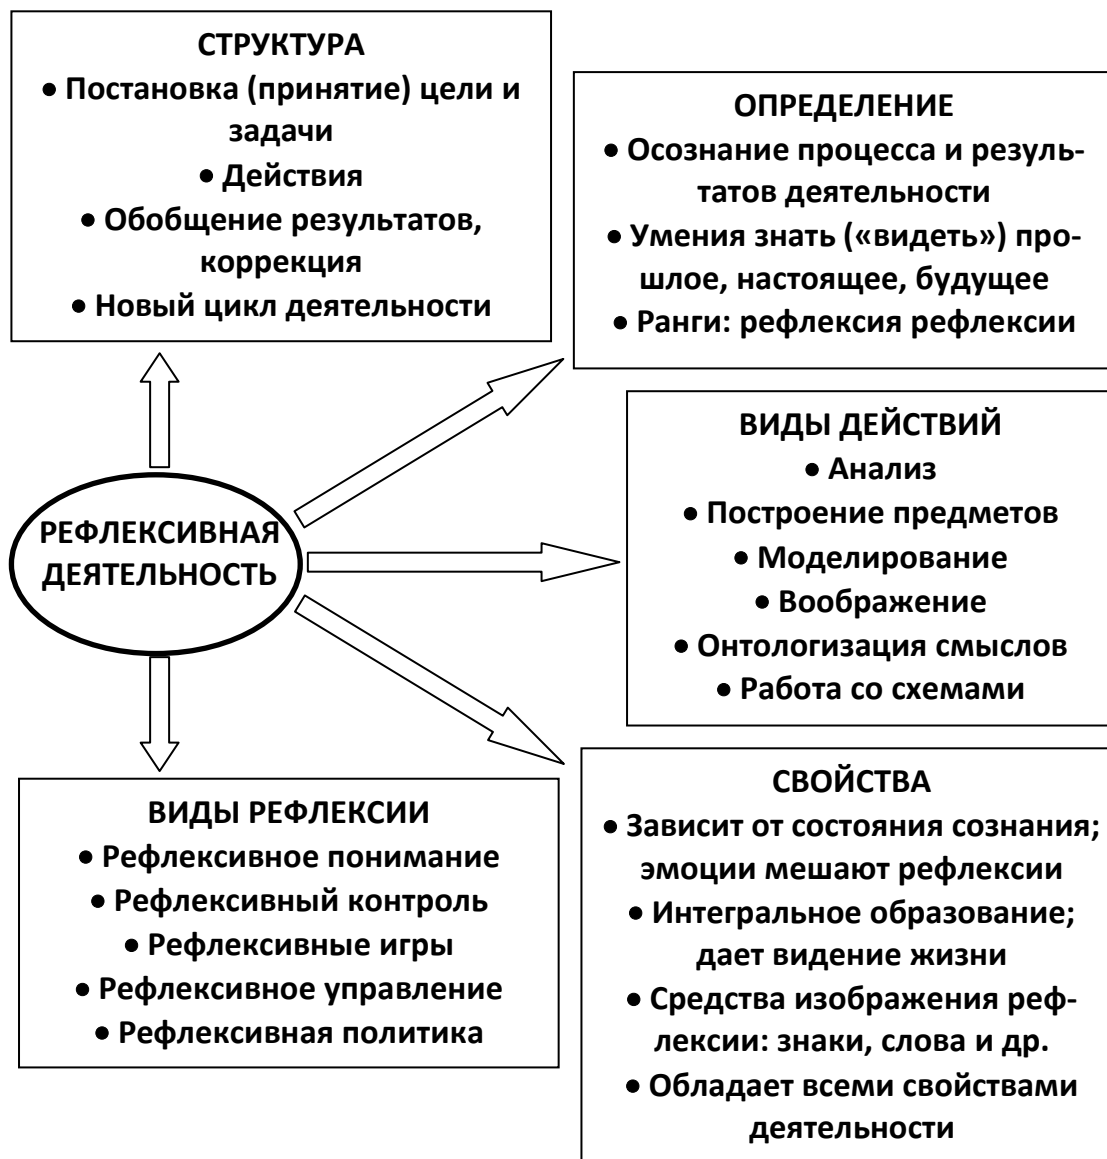 СТРУКТУРА
• Постановка (принятие) цели и
задачи
• Действия
• Обобщение результатов,
коррекция
• Новый цикл деятельности
ОПРЕДЕЛЕНИЕ
• Осознание процесса и резуль-
татов деятельности
• Умения знать («видеть») про-
шлое, настоящее, будущее
• Ранги: рефлексия рефлексии
ВИДЫ ДЕЙСТВИЙ
• Анализ
• Построение предметов
• Моделирование
• Воображение
• Онтологизация смыслов
• Работа со схемами
РЕФЛЕКСИВНАЯ
ДЕЯТЕЛЬНОСТЬ
ВИДЫ РЕФЛЕКСИИ
• Рефлексивное понимание
• Рефлексивный контроль
• Рефлексивные игры
• Рефлексивное управление
• Рефлексивная политика
СВОЙСТВА
• Зависит от состояния сознания;
эмоции мешают рефлексии
• Интегральное образование;
дает видение жизни
• Средства изображения реф-
лексии: знаки, слова и др.
• Обладает всеми свойствами
деятельности